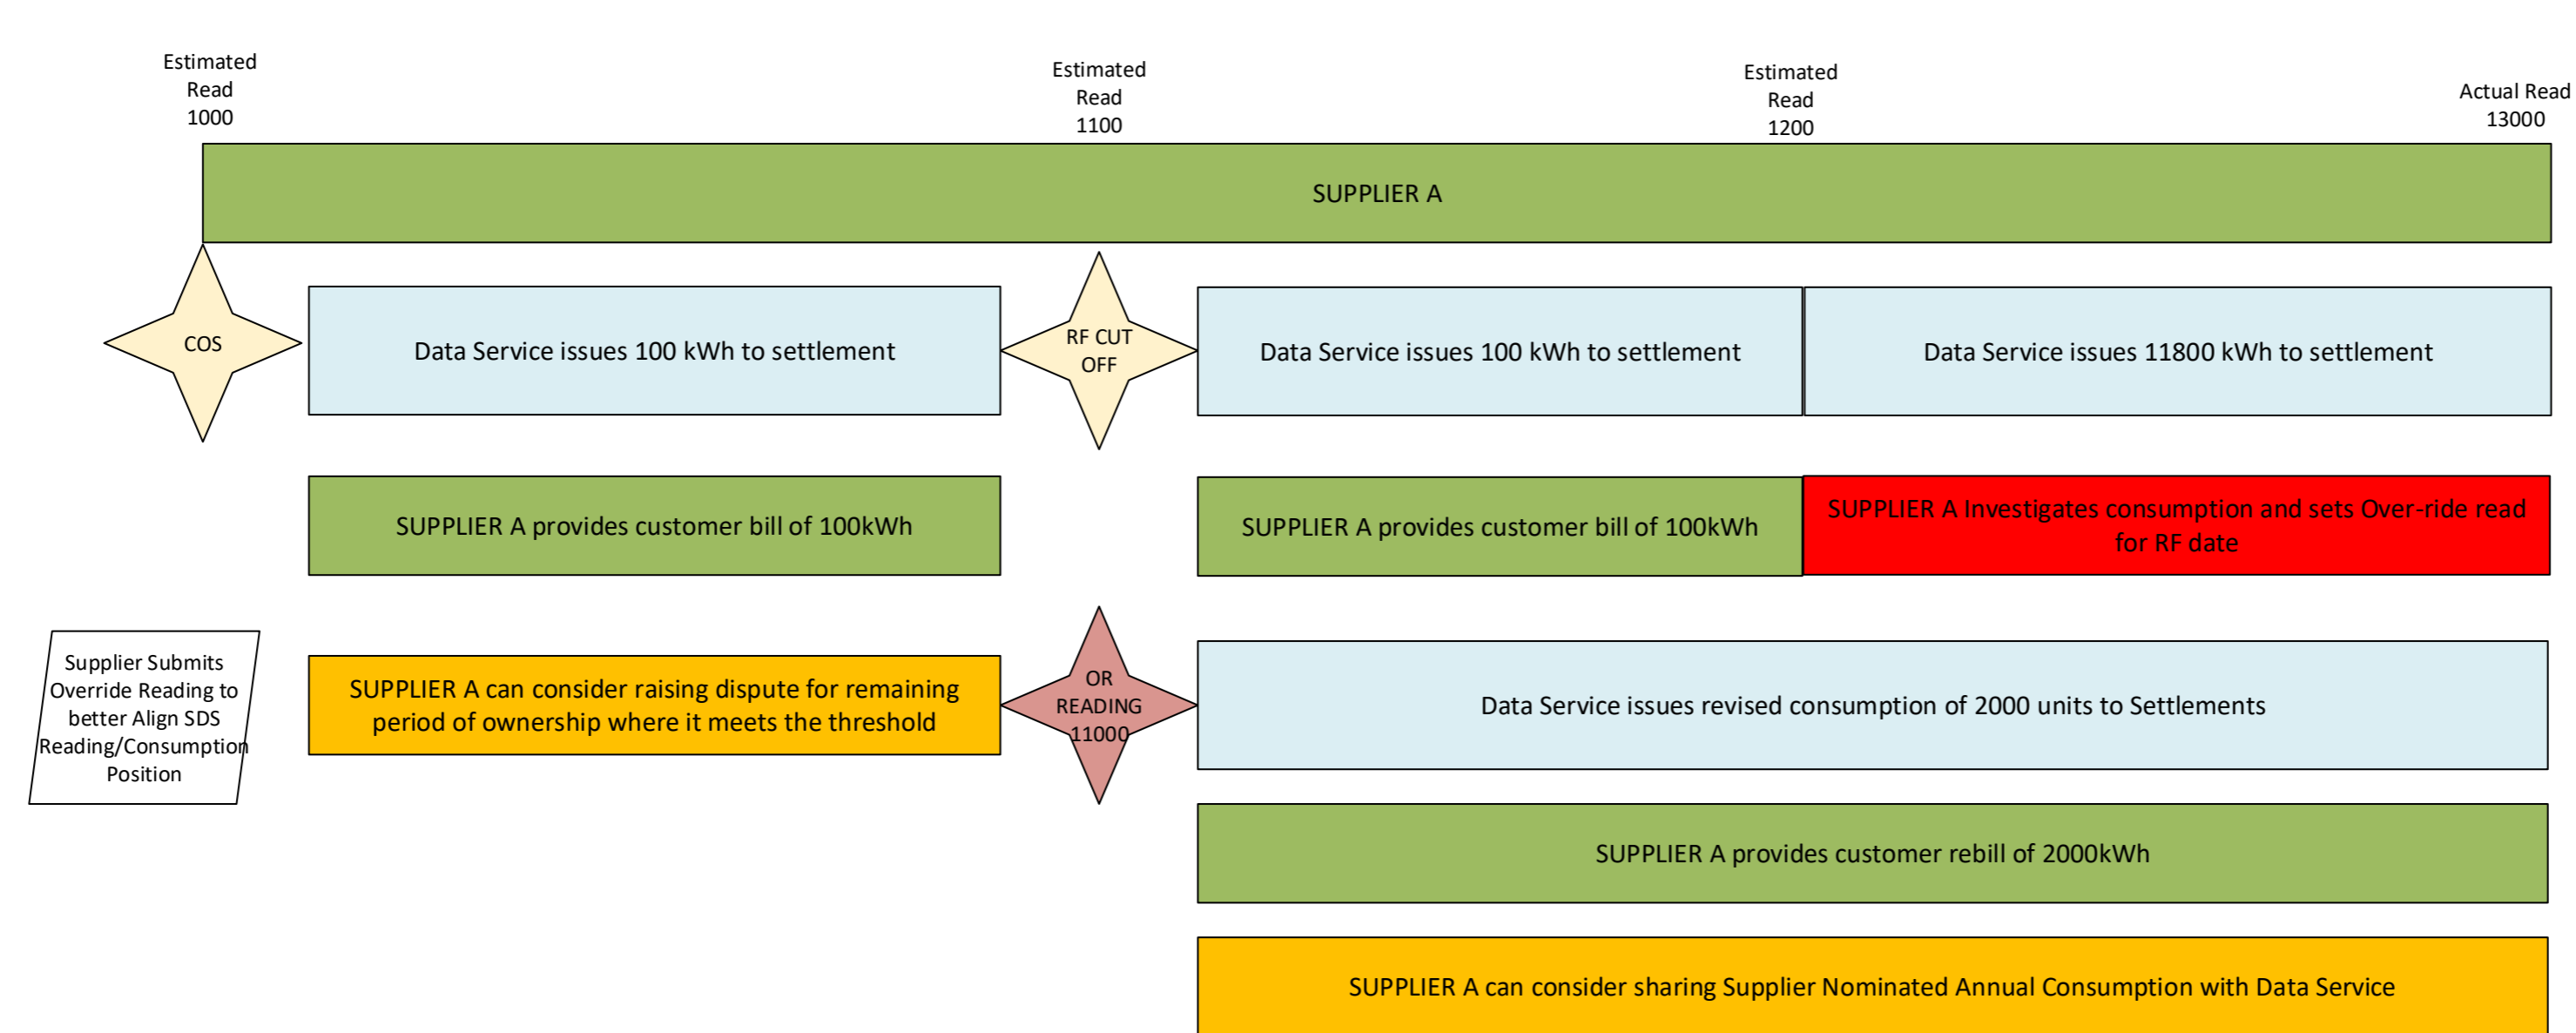 Estimated
Read
1000
Estimated
Read
1100
Estimated
Read
1200
Actual Read
13000
SUPPLIER A
COS
Data Service issues 100 kWh to settlement
RF CUT
OFF
Data Service issues 100 kWh to settlement
Data Service issues 11800 kWh to settlement
SUPPLIER A provides customer bill of 100kWh
SUPPLIER A provides customer bill of 100kWh
SUPPLIER A Investigates consumption and sets Over-ride read
for RF date
Supplier Submits
Override Reading to
better Align SDS
Reading/Consumption
Position
SUPPLIER A can consider raising dispute for remaining
period of ownership where it meets the threshold
OR
READING
11000
Data Service issues revised consumption of 2000 units to Settlements
SUPPLIER A provides customer rebill of 2000kWh
SUPPLIER A can consider sharing Supplier Nominated Annual Consumption with Data Service